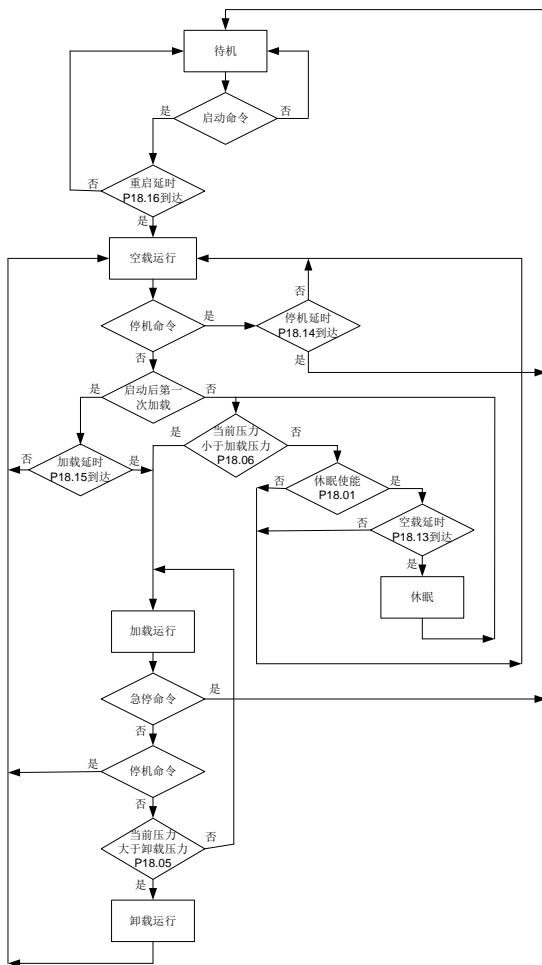 待机
启动命令
是
否
重启延时
P18.16到达
否
是
空载运行
停机命令
是
否
停机延时
P18.14到达
否
是
启动后第一
次加载
是
否
加载延时
P18.15到达
否
是
当前压力
小于加载压力
P18.06
是
否
休眠使能
P18.01
否
是
空载延时
P18.13到达
否
是
休眠
加载运行
急停命令
是
否
停机命令
是
否
当前压力
大于卸载压力
P18.05
否
是
卸载运行